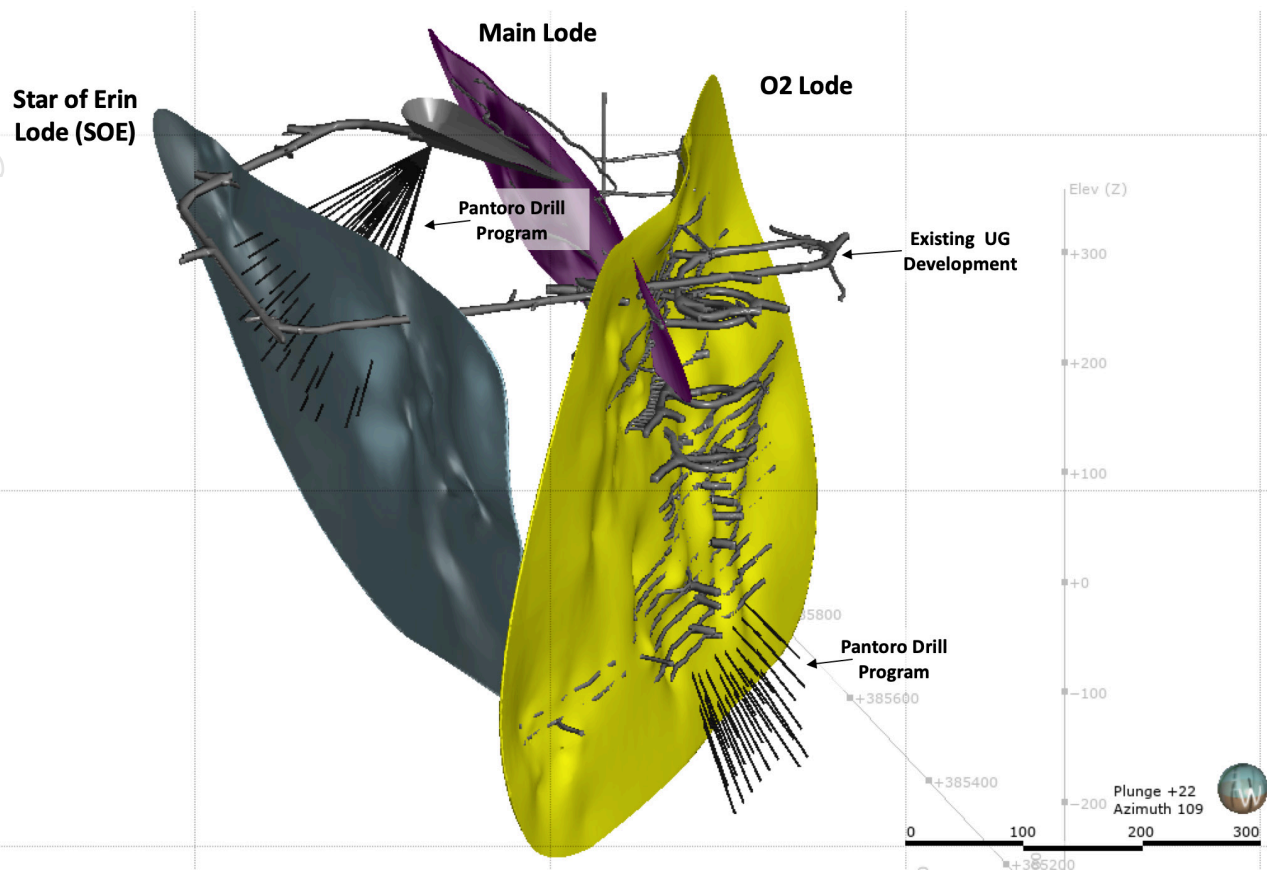 Main Lode
O2 Lode
Star of Erin
Lode (SOE)
Elev (Z)
Pantoro Drill
Program
Existing UG
Development
+300
+200
+100
+0
Pantoro Drill
Program
+385600
−100
+385400
Plunge +22
Azimuth 109
−200
W
0
100
200
300
+385200